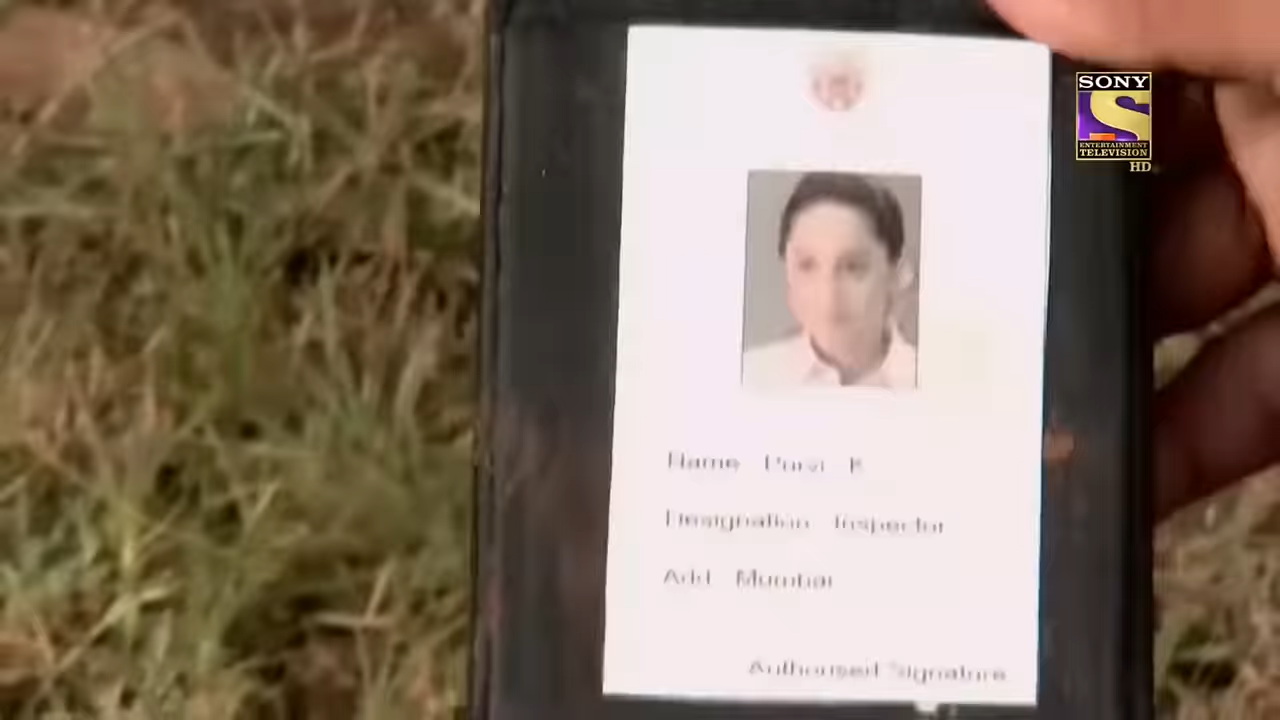 SONY
ENTERTAINMENT
TELEVISION
HD
Name Purvi K
Designation Inspector
Add Mumbai
Authorised Signature